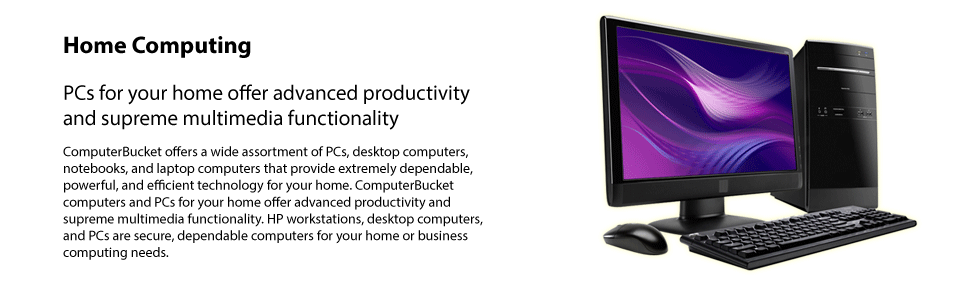 Home Computing
PCs for your home offer advanced productivity
and supreme multimedia functionality
ComputerBucket offers a wide assortment of PCs, desktop computers,
notebooks, and laptop computers that provide extremely dependable,
powerful, and efficient technology for your home. ComputerBucket
computers and PCs for your home offer advanced productivity and
supreme multimedia functionality. HP workstations, desktop computers,
and PCs are secure, dependable computers for your home or business
computing needs.